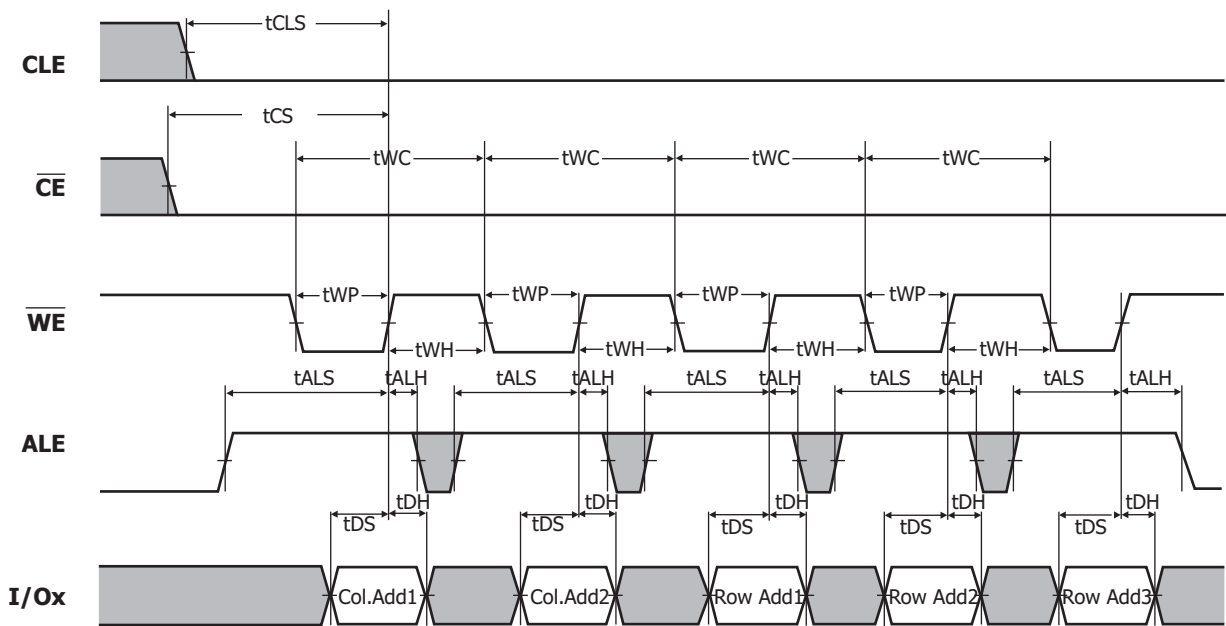 tCLS
CLE
tCS
tWC tWC tWC tWC
CE
tWP tWP tWP tWP
WE
tWH tWH tWH tWH
tALS tALH tALS tALH tALS tALH tALS tALH tALS tALH
ALE
tDH tDH tDH tDH tDH
tDS tDS tDS tDS tDS
I/Ox Col.Add1 Col.Add2 Row Add1 Row Add2 Row Add3